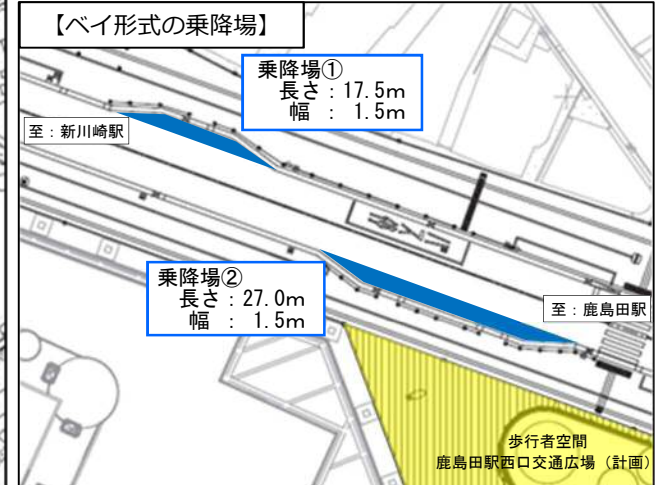 【ベイ形式の乗降場】
乗降場①
長さ：17.5m
幅 ： 1.5m
至：新川崎駅
乗降場②
長さ：27.0m
幅 ： 1.5m
至：鹿島田駅
歩行者空間
鹿島田駅西口交通広場（計画）